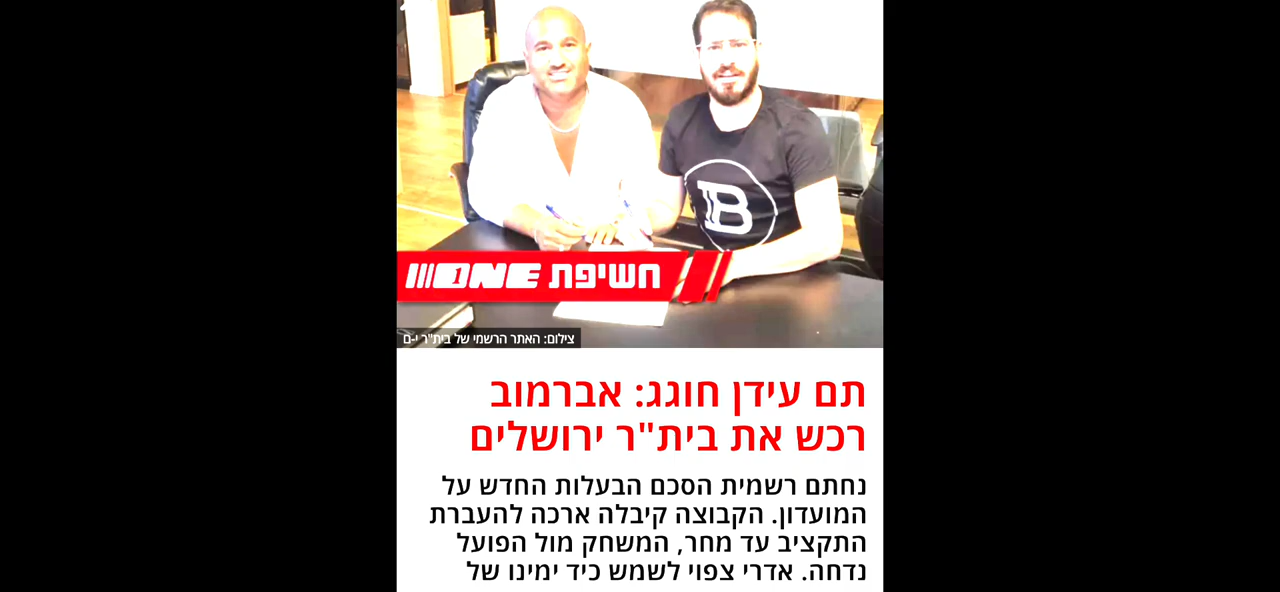 B
חשיפת ONE
צילום: האתר הרשמי של בית"ר י-ם
תם עידן חוגג: אברמוב
רכש את בית"ר ירושלים
נחתם רשמית הסכם הבעלות החדש על
המועדון. הקבוצה קיבלה ארכה להעברת
התקציב עד מחר, המשחק מול הפועל
נדחה. אדרי צפוי לשמש כיד ימינו של